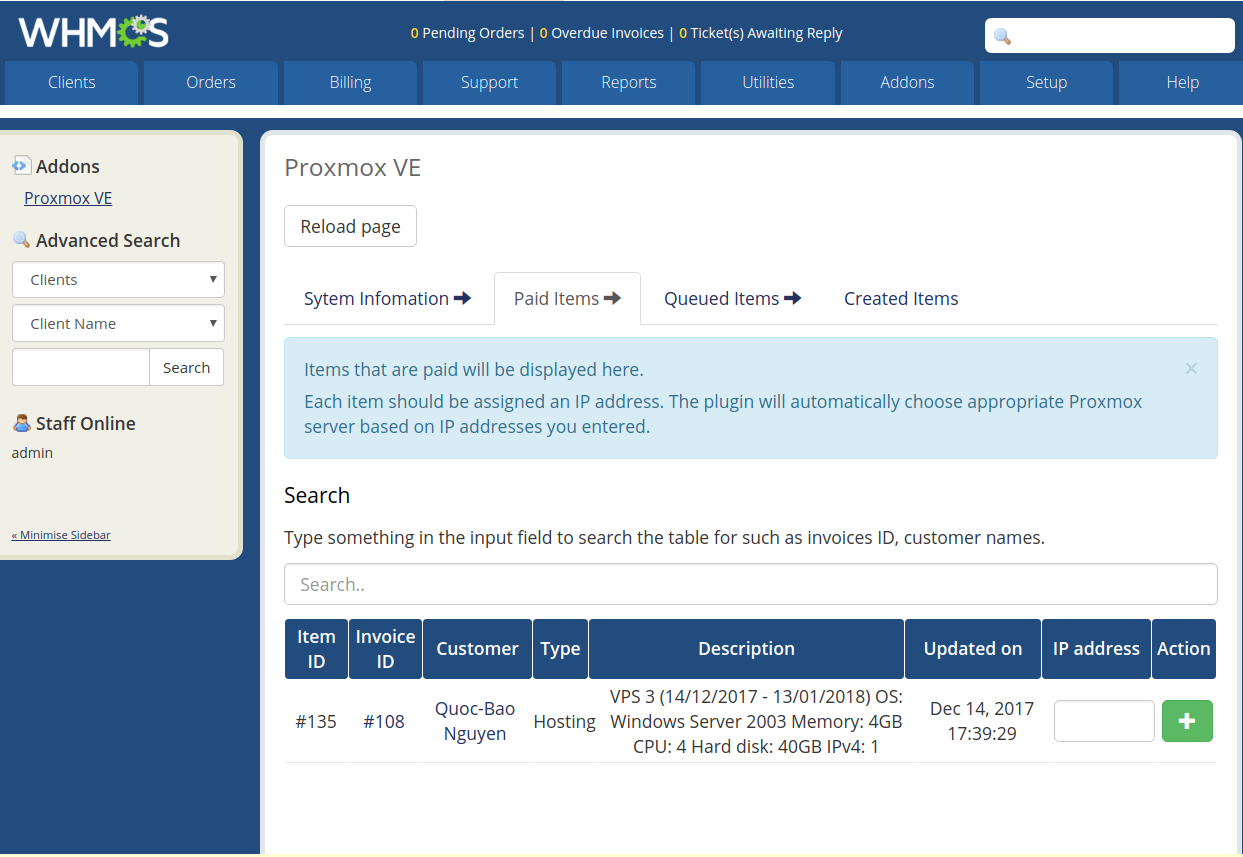 WHMCS
0 Pending Orders | 0 Overdue Invoices | 0 Ticket(s) Awaiting Reply
Clients Orders Billing Support Reports Utilities Addons Setup Help
Addons
Proxmox VE
Advanced Search
Clients
Client Name
Search
Staff Online
admin
« Minimise Sidebar
Proxmox VE
Reload page
Sytem Infomation Paid Items Queued Items Created Items
Items that are paid will be displayed here.
×
Each item should be assigned an IP address. The plugin will automatically choose appropriate Proxmox
server based on IP addresses you entered.
Search
Type something in the input field to search the table for such as invoices ID, customer names.
Search..
Item ID Invoice ID Customer Type Description Updated on IP address Action
#135 #108 Quoc-Bao Nguyen Hosting VPS 3 (14/12/2017 - 13/01/2018) OS: Windows Server 2003 Memory: 4GB CPU: 4 Hard disk: 40GB IPv4: 1 Dec 14, 2017 17:39:29